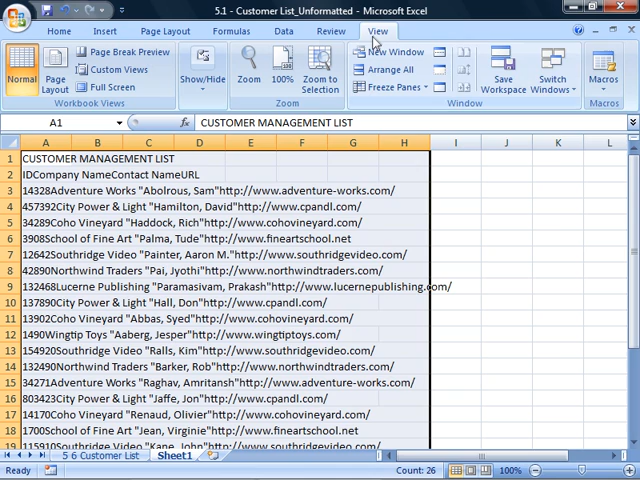 5.1 - Customer List_Unformatted - Microsoft Excel
Home Insert Page Layout Formulas Data Review View
Normal Page Layout Page Break Preview Custom Views Full Screen
Workbook Views
Show/Hide
Zoom 100% Zoom to Selection
Zoom
New Window Arrange All Freeze Panes
Save Workspace Switch Windows
Window
Macros
Macros
A1 fx CUSTOMER MANAGEMENT LIST
A B C D E F G H I J K L
1 CUSTOMER MANAGEMENT LIST
2 IDCompany NameContact NameURL
3 14328Adventure Works "Abolrous, Sam"http://www.adventure-works.com/
4 457392City Power & Light "Hamilton, David"http://www.cpandl.com/
5 34289Coho Vineyard "Haddock, Rich"http://www.cohovineyard.com/
6 3908School of Fine Art "Palma, Tude"http://www.fineartschool.net
7 12642Southridge Video "Painter, Aaron M."http://www.southridgevideo.com/
8 42890Northwind Traders "Pai, Jyothi"http://www.northwindtraders.com/
9 132468Lucerne Publishing "Paramasivam, Prakash"http://www.lucernepublishing.com/
10 137890City Power & Light "Hall, Don"http://www.cpandl.com/
11 13902Coho Vineyard "Abbas, Syed"http://www.cohovineyard.com/
12 1490Wingtip Toys "Aaberg, Jesper"http://www.wingtiptoys.com/
13 154920Southridge Video "Ralls, Kim"http://www.southridgevideo.com/
14 132490Northwind Traders "Barker, Rob"http://www.northwindtraders.com/
15 34271Adventure Works "Raghav, Amritansh"http://www.adventure-works.com/
16 803423City Power & Light "Jaffe, Jon"http://www.cpandl.com/
17 14170Coho Vineyard "Renaud, Olivier"http://www.cohovineyard.com/
18 1700School of Fine Art "Jean, Virginie"http://www.fineartschool.net
19 115910Southridge Video "Kane, John"http://www.southridgevideo.com/
5 6 Customer List Sheet1
Ready Count: 26 100%